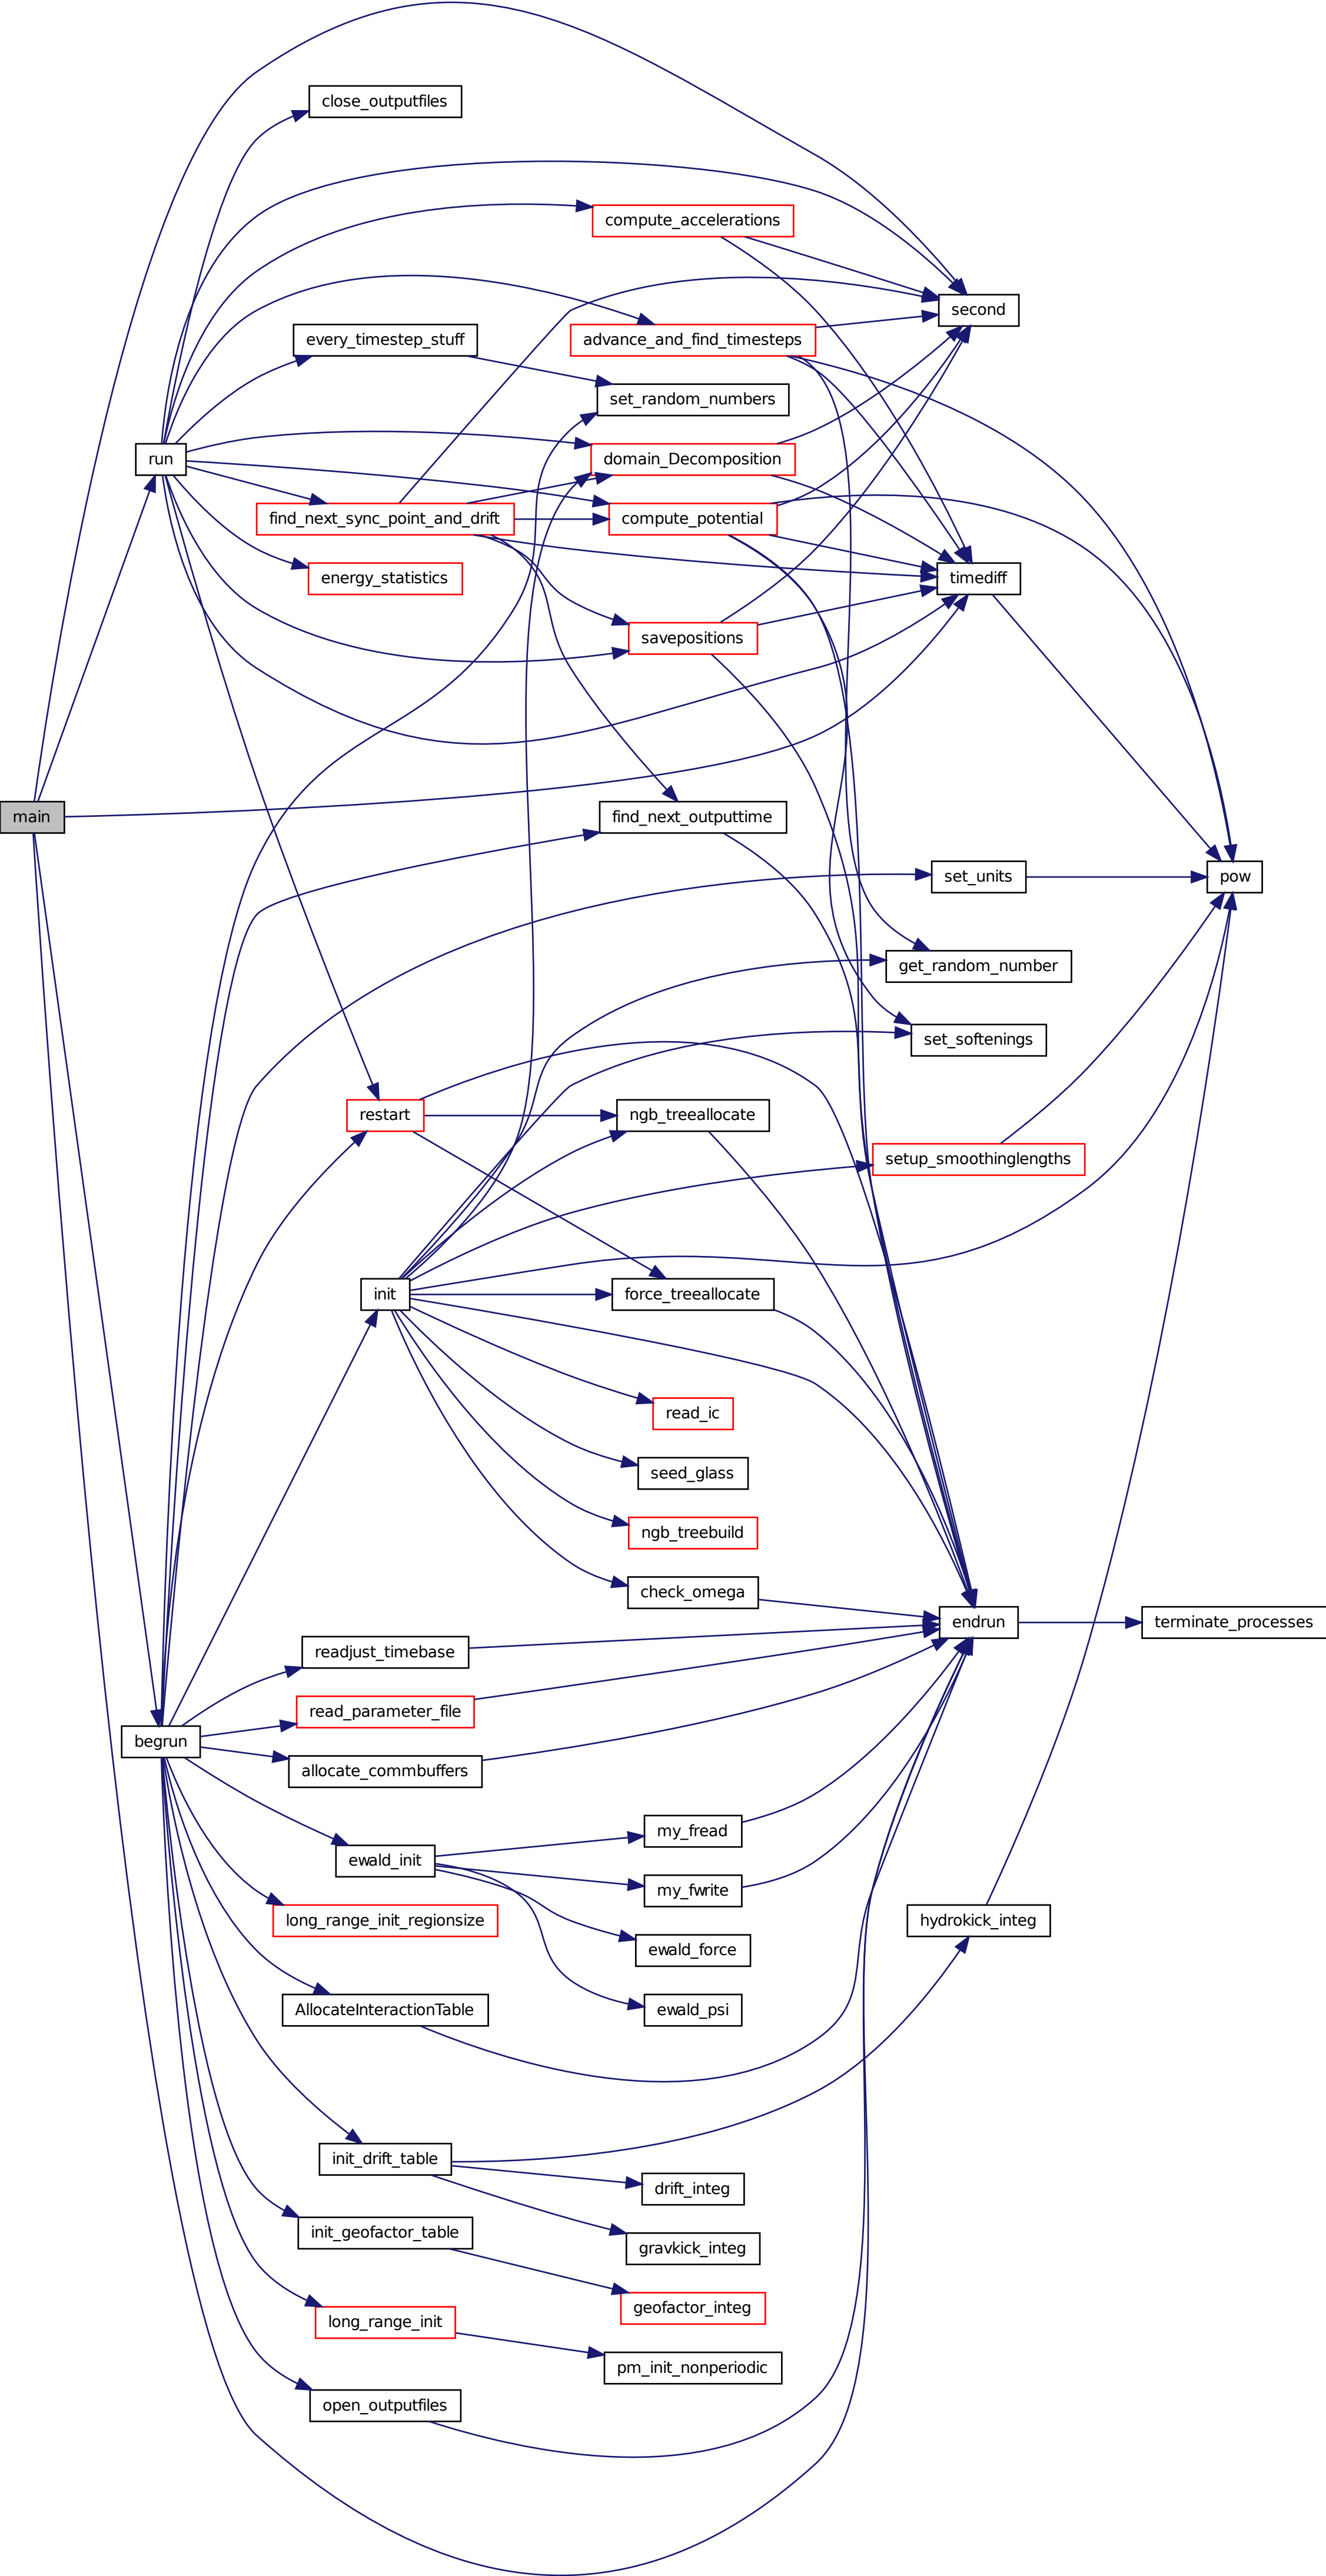 close_outputfiles
compute_accelerations
second
every_timestep_stuff
advance_and_find_timesteps
set_random_numbers
run
domain_Decomposition
find_next_sync_point_and_drift
compute_potential
energy_statistics
timediff
savepositions
main
find_next_outputtime
set_units
pow
get_random_number
set_softenings
restart
ngb_treeallocate
setup_smoothinglengths
init
force_treeallocate
read_ic
seed_glass
ngb_treebuild
check_omega
endrun
terminate_processes
readjust_timebase
read_parameter_file
begrun
allocate_commbuffers
my_fread
ewald_init
my_fwrite
long_range_init_regionsize
hydrokick_integ
ewald_force
AllocateInteractionTable
ewald_psi
init_drift_table
drift_integ
init_geofactor_table
gravkick_integ
geofactor_integ
long_range_init
pm_init_nonperiodic
open_outputfiles